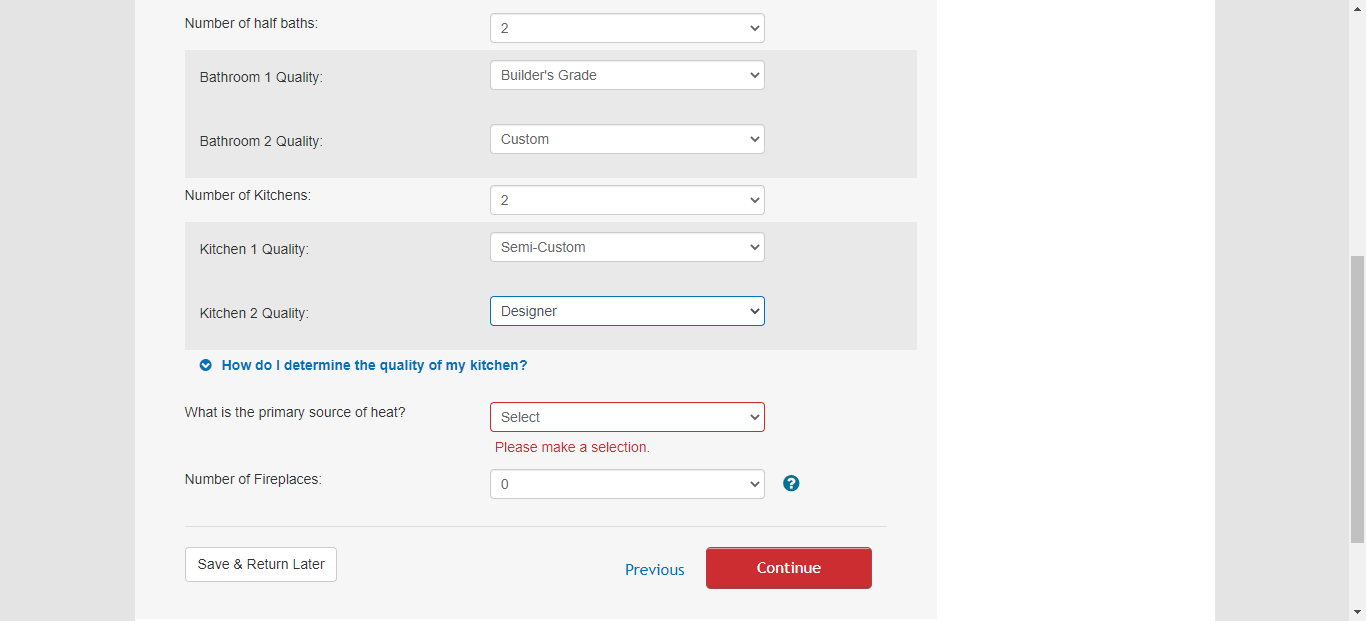 Number of half baths:
2
Bathroom 1 Quality:
Builder's Grade
Bathroom 2 Quality:
Custom
Number of Kitchens:
2
Kitchen 1 Quality:
Semi-Custom
Kitchen 2 Quality:
Designer
How do I determine the quality of my kitchen?
What is the primary source of heat?
Select
Please make a selection.
Number of Fireplaces:
0
?
Save & Return Later
Previous
Continue